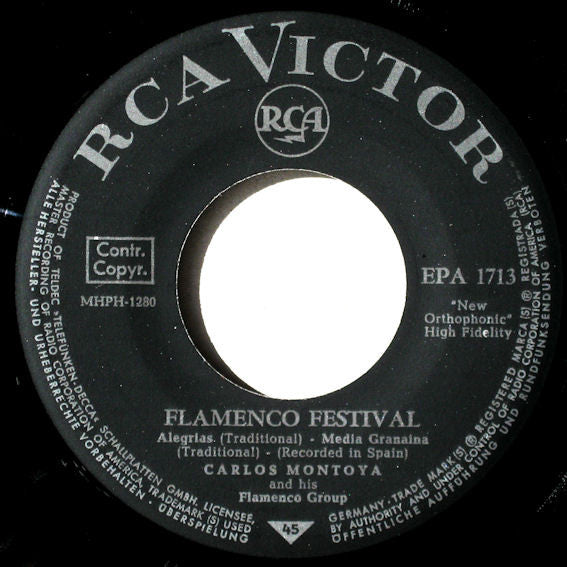 RCA VICTOR
RCA
Contr.
Copyr.
MHPH-1280
EPA 1713
"New
Orthophonic"
High Fidelity
FLAMENCO FESTIVAL
Alegrias (Traditional) - Media Granaina
(Traditional) - (Recorded in Spain)
CARLOS MONTOYA
and his
Flamenco Group
45
PRODUCT OF TELDEC »TELEFUNKEN-DECCA« SCHALLPLATTEN GMBH. LICENSEE,
MASTER RECORDING OF RADIO CORPORATION OF AMERICA, TRADEMARK (S) USED
ALLE HERSTELLER- UND URHEBERRECHTE VORBEHALTEN - ÜBERSPIELUNG
GERMANY - TRADE MARK(S) ® REGISTERED MARCA(S) ® REGISTRADA(S)
BY AUTHORITY AND UNDER CONTROL OF RADIO CORPORATION OF AMERICA (RCA)
ÖFFENTLICHE AUFFÜHRUNG UND RUNDFUNKSENDUNG VERBOTEN